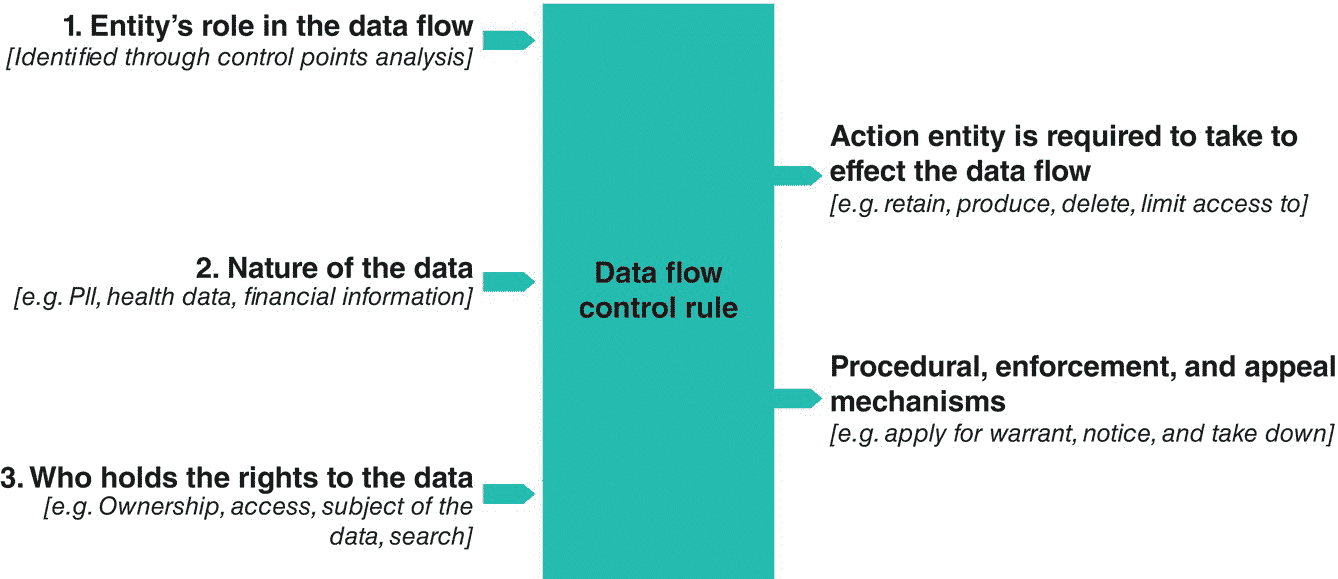 1. Entity's role in the data flow
[Identified through control points analysis]
2. Nature of the data
[e.g. PII, health data, financial information]
3. Who holds the rights to the data
[e.g. Ownership, access, subject of the
data, search]
Data flow
control rule
Action entity is required to take to
effect the data flow
[e.g. retain, produce, delete, limit access to]
Procedural, enforcement, and appeal
mechanisms
[e.g. apply for warrant, notice, and take down]